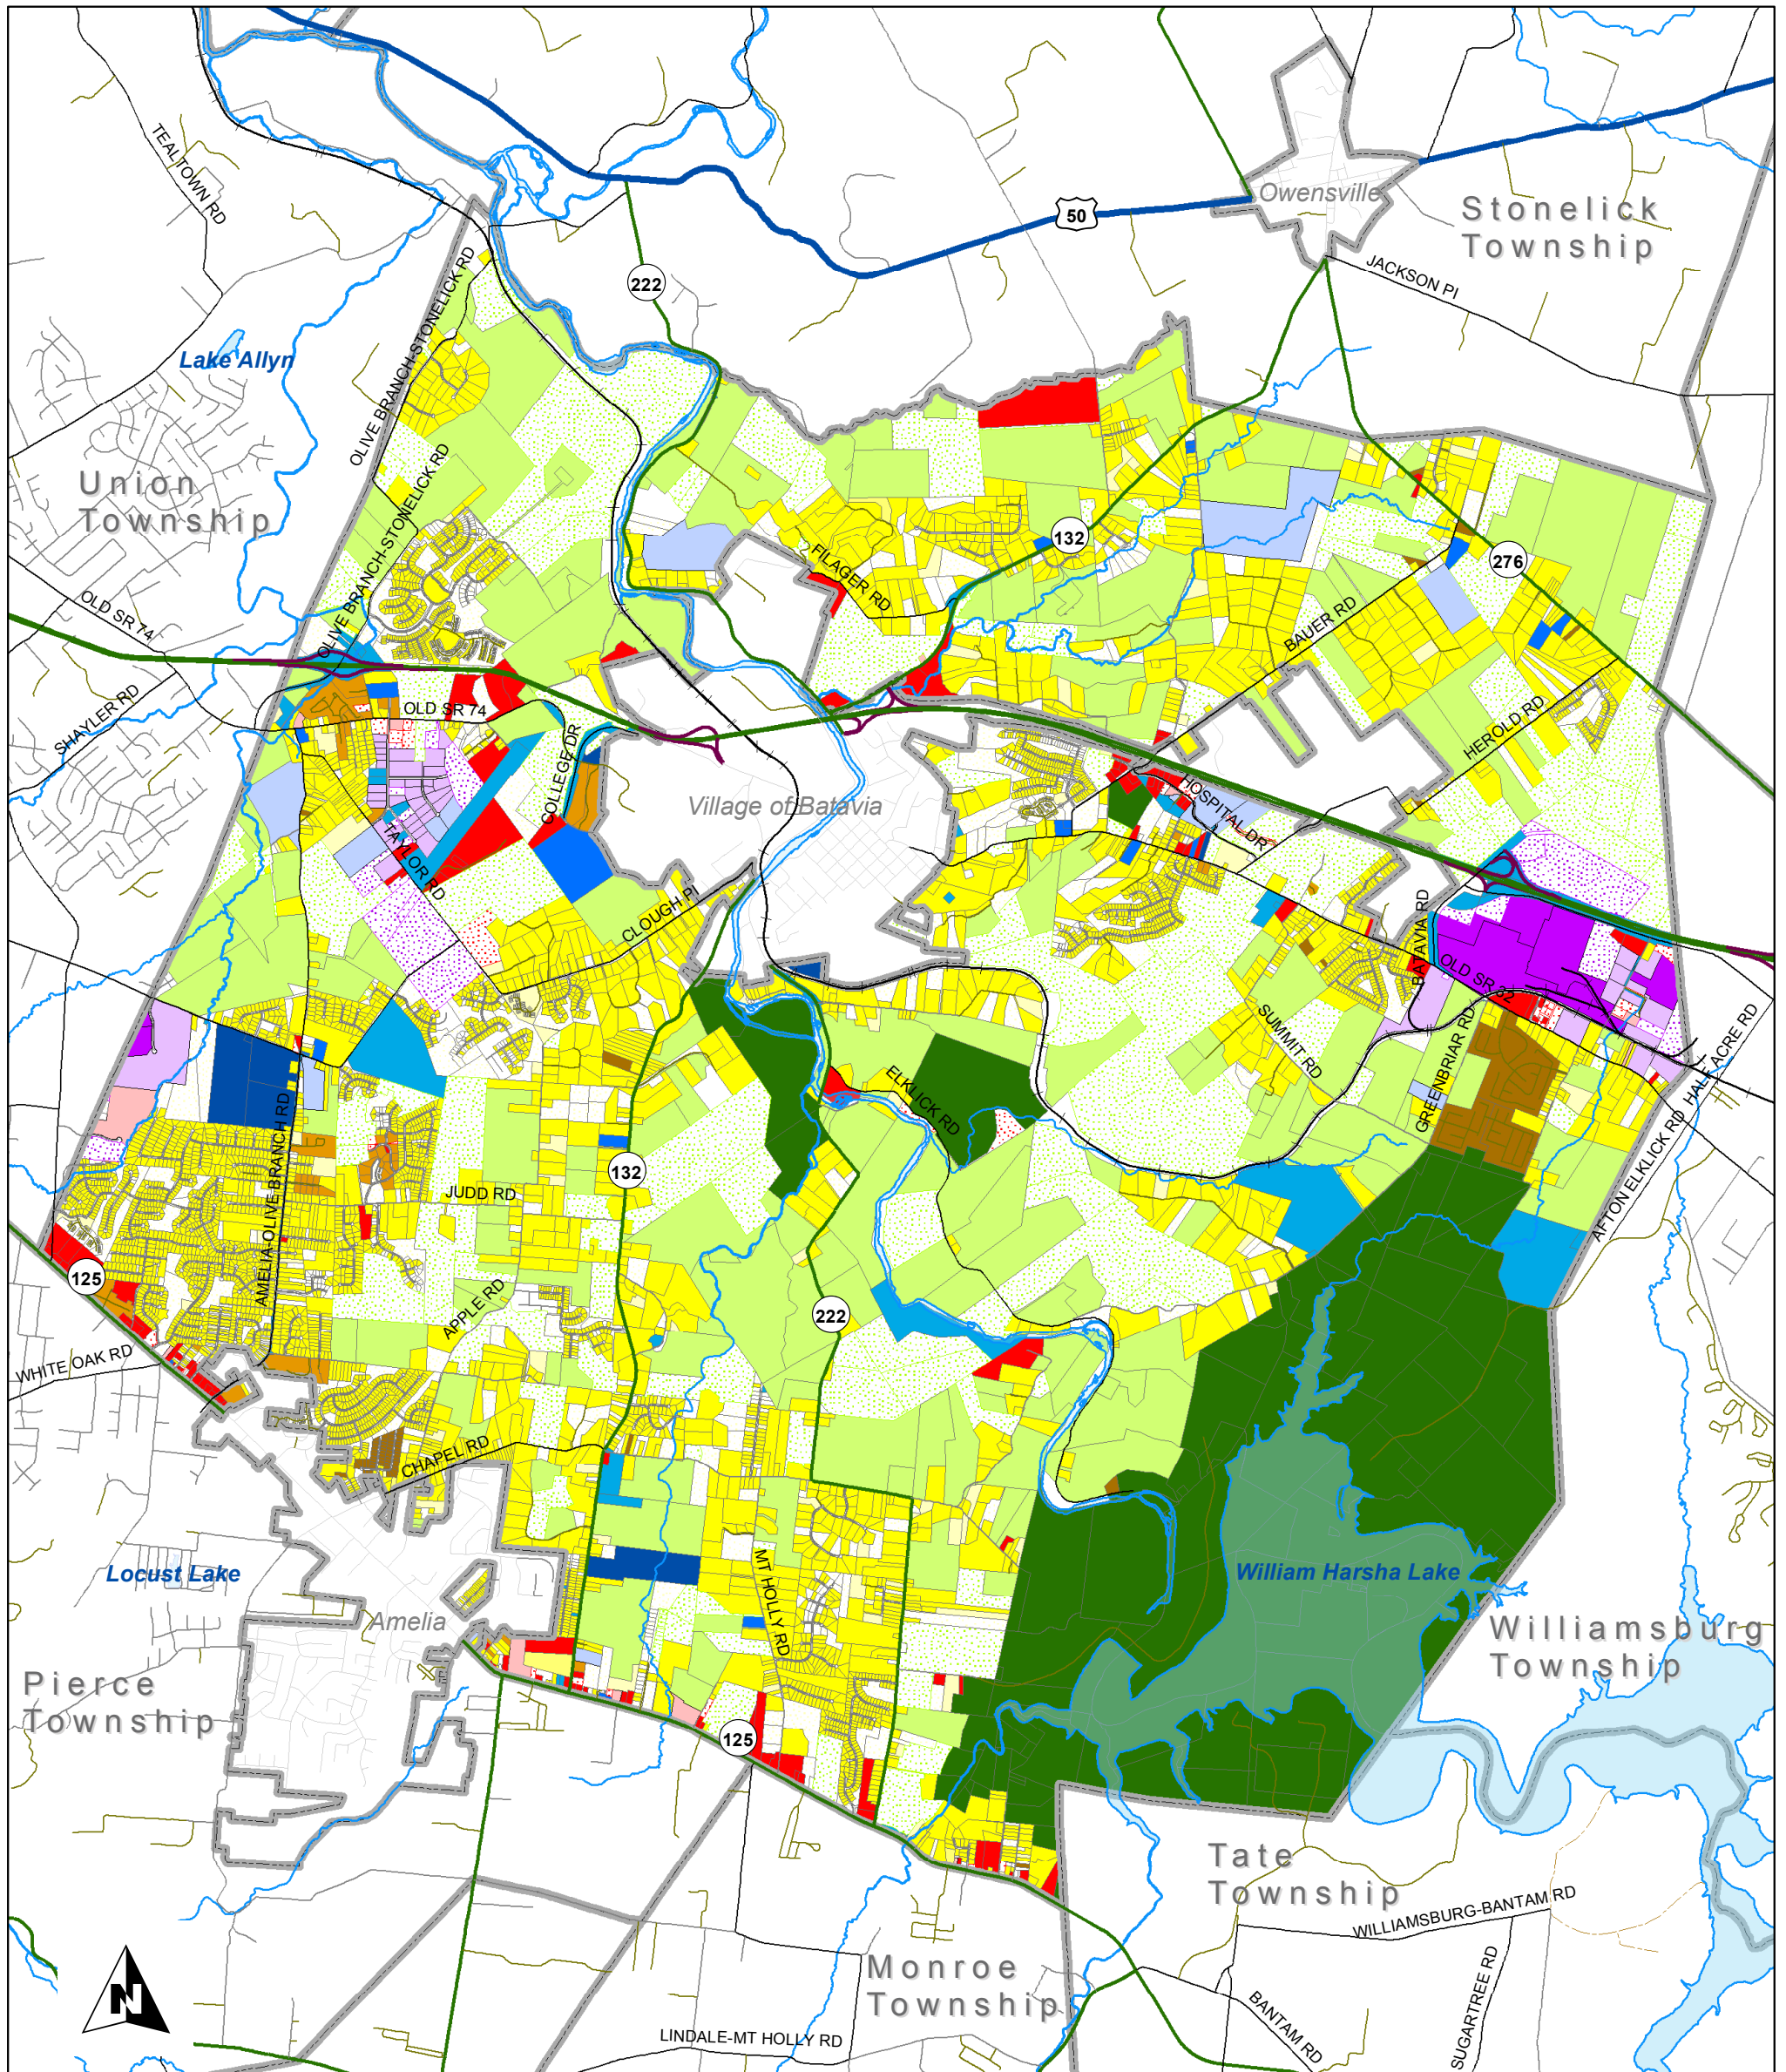 TEALTOWN RD
50
Owensville
Stonelick
Township
JACKSON PI
222
Lake Allyn
OLIVE BRANCH-STONELICK RD
Union
Township
OLIVE BRANCH-STONELICK RD
132
FILAGER RD
276
OLD SR 74
BAUER RD
SHAYLER RD
OLD SR 74
HEROLD RD
COLLEGE DR
Village of Batavia
HOSPITAL DR
TAYLOR RD
CLOUGH PI
BATAVIA RD
OLD SR 32
SUMMIT RD
GREENBRIAR RD
HALF ACRE RD
ELKLICK RD
AFTON ELKLICK RD
AMELIA-OLIVE BRANCH RD
132
JUDD RD
125
APPLE RD
222
WHITE OAK RD
CHAPEL RD
MT HOLLY RD
Locust Lake
William Harsha Lake
Amelia
Williamsburg
Township
Pierce
Township
125
Tate
Township
WILLIAMSBURG-BANTAM RD
Monroe
Township
SUGARTREE RD
BANTAM RD
N
LINDALE-MT HOLLY RD